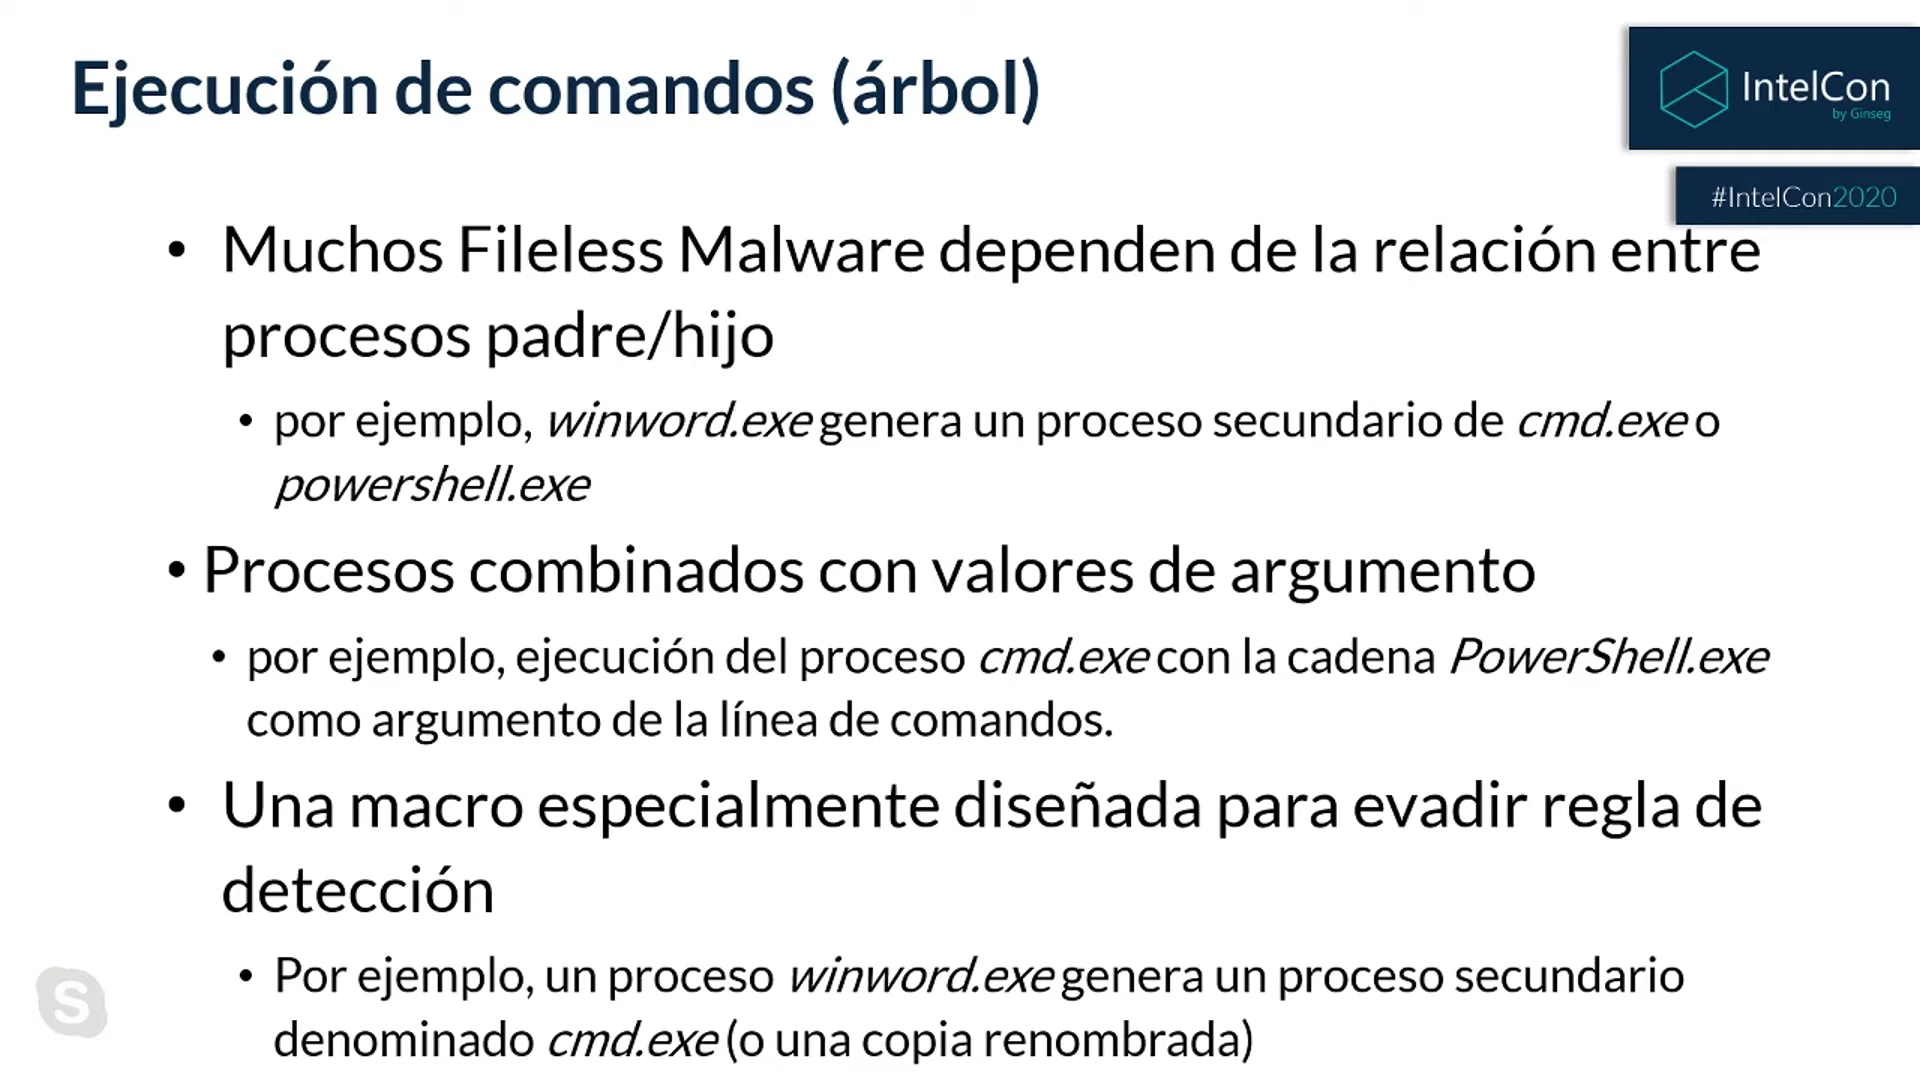 Ejecución de comandos (árbol)
IntelCon
by Ginseg
#IntelCon2020
• Muchos Fileless Malware dependen de la relación entre
procesos padre/hijo
• por ejemplo, winword.exe genera un proceso secundario de cmd.exe o
powershell.exe
• Procesos combinados con valores de argumento
• por ejemplo, ejecución del proceso cmd.exe con la cadena PowerShell.exe
como argumento de la línea de comandos.
• Una macro especialmente diseñada para evadir regla de
detección
• Por ejemplo, un proceso winword.exe genera un proceso secundario
denominado cmd.exe (o una copia renombrada)
S